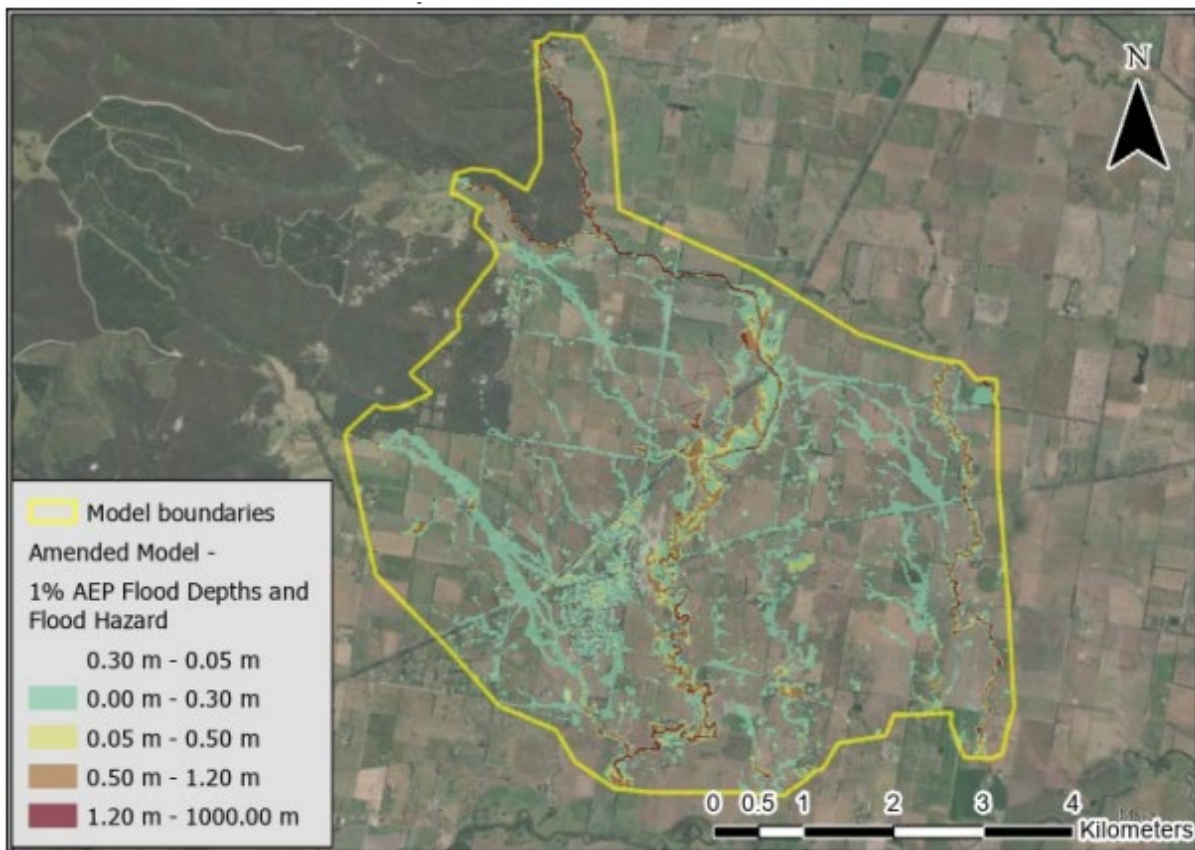 N
Model boundaries
Amended Model -
1% AEP Flood Depths and
Flood Hazard
0.30 m - 0.05 m
0.00 m - 0.30 m
0.05 m - 0.50 m
0.50 m - 1.20 m
1.20 m - 1000.00 m
0 0.5 1 2 3 4
Kilometers